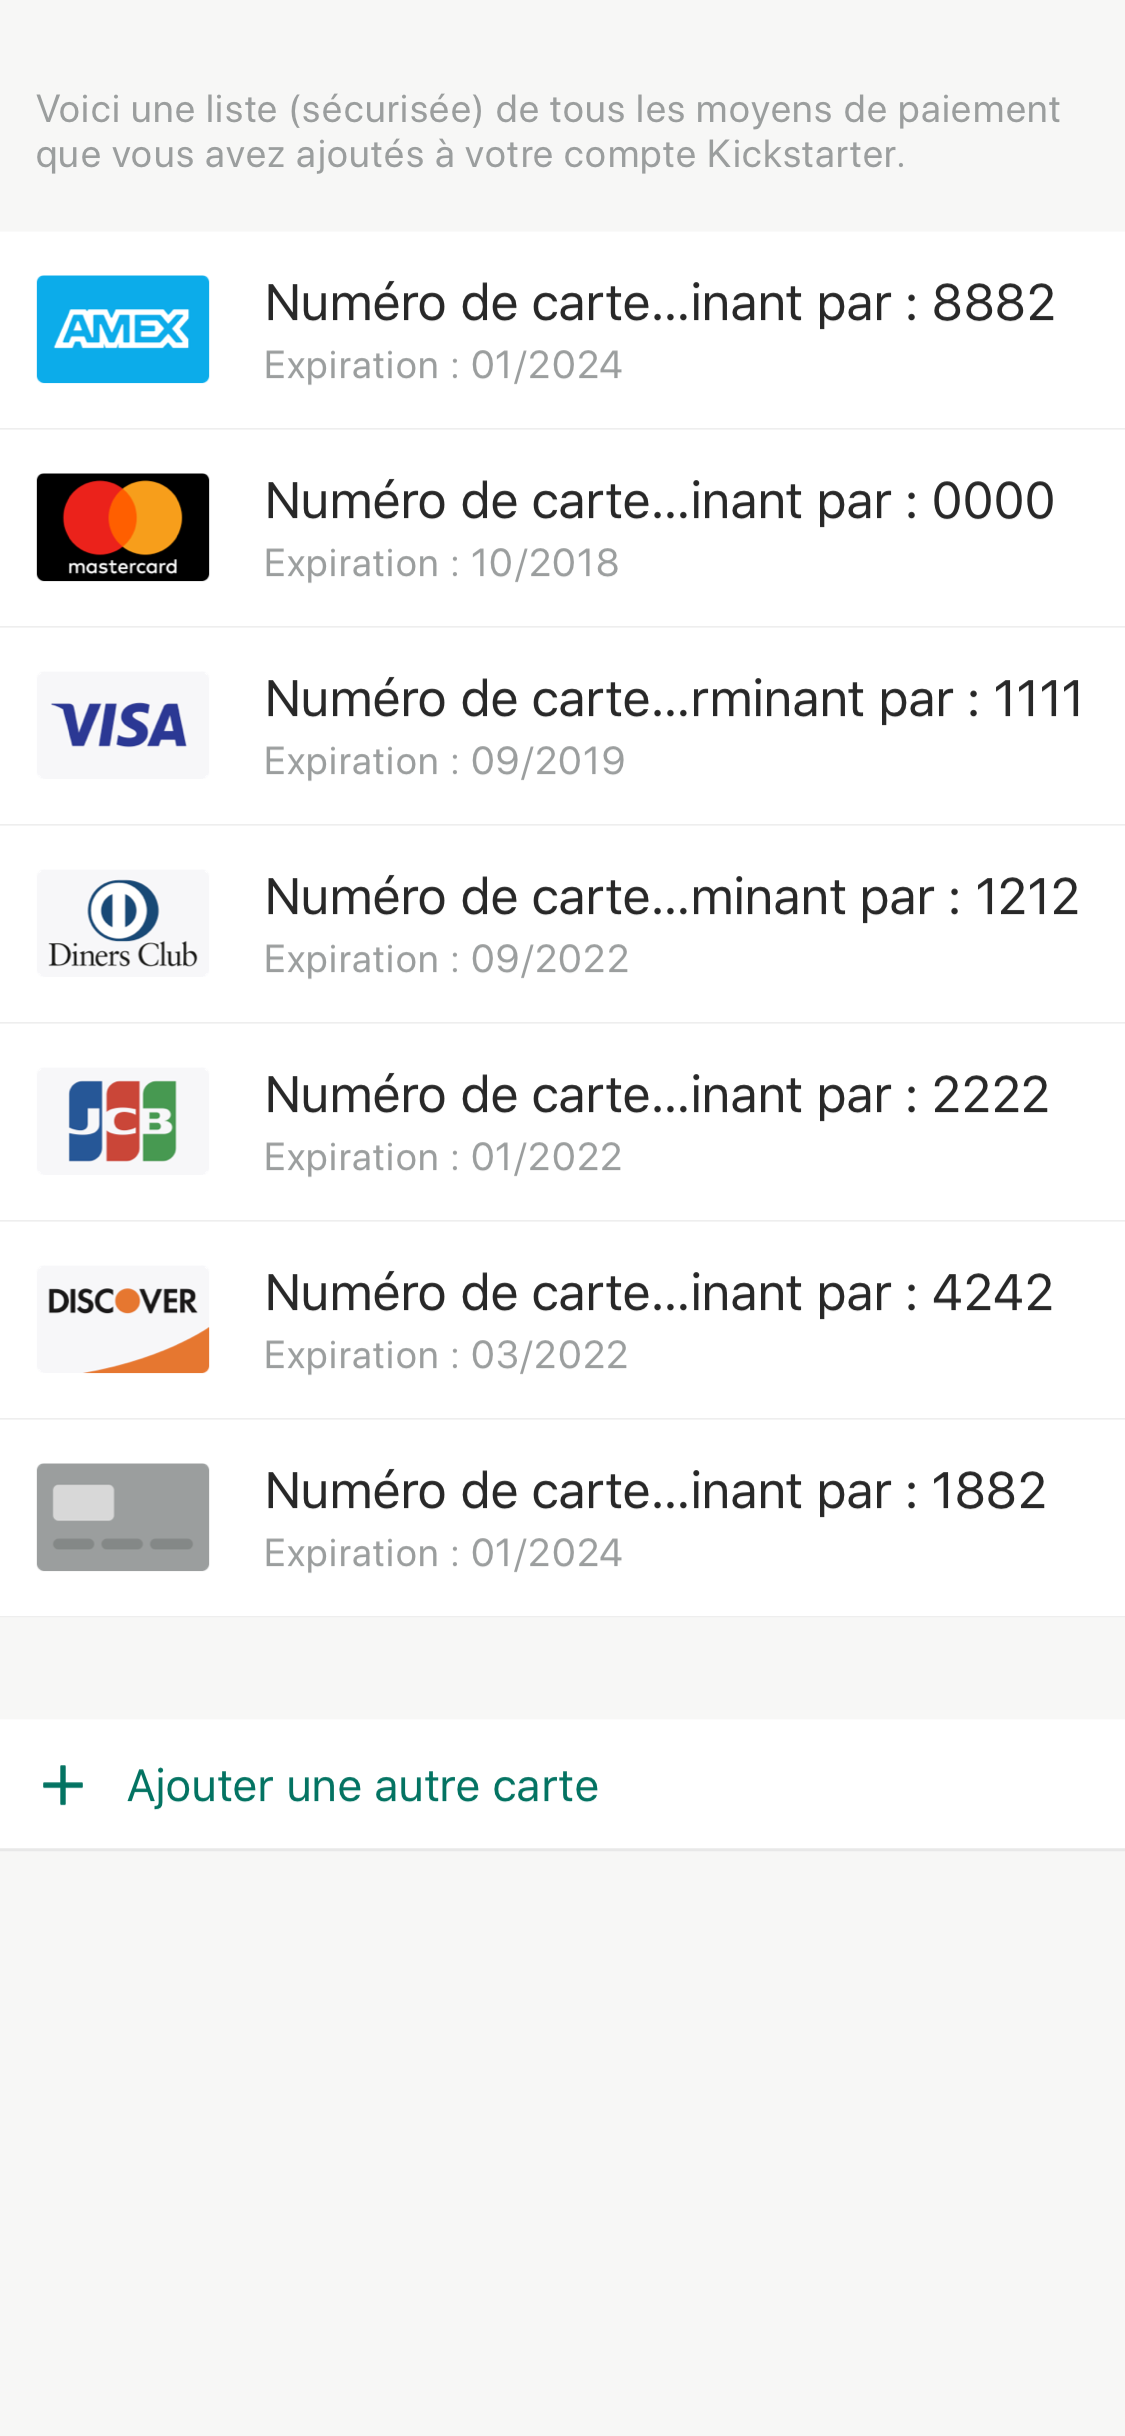 Voici une liste (sécurisée) de tous les moyens de paiement
que vous avez ajoutés à votre compte Kickstarter.
AMEX
Numéro de carte...inant par : 8882
Expiration : 01/2024
mastercard
Numéro de carte...inant par : 0000
Expiration : 10/2018
VISA
Numéro de carte...rminant par : 1111
Expiration : 09/2019
Diners Club
Numéro de carte...minant par : 1212
Expiration : 09/2022
JCB
Numéro de carte...inant par : 2222
Expiration : 01/2022
DISCOVER
Numéro de carte...inant par : 4242
Expiration : 03/2022
Numéro de carte...inant par : 1882
Expiration : 01/2024
+ Ajouter une autre carte